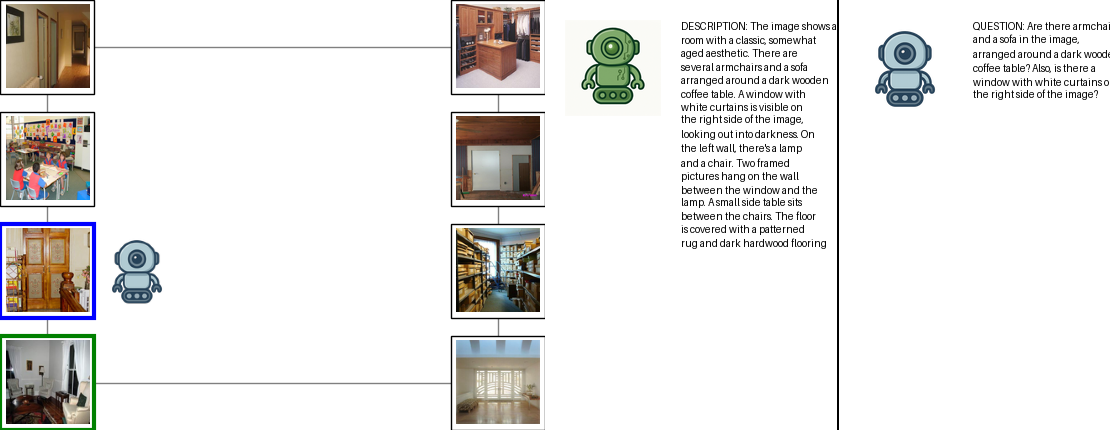 DESCRIPTION: The image shows a
room with a classic, somewhat
aged aesthetic. There are
several armchairs and a sofa
arranged around a dark wooden
coffee table. A window with
white curtains is visible on
the right side of the image,
looking out into darkness. On
the left wall, there's a lamp
and a chair. Two framed
pictures hang on the wall
between the window and the
lamp. A small side table sits
between the chairs. The floor
is covered with a patterned
rug and dark hardwood flooring
QUESTION: Are there armchai
and a sofa in the image,
arranged around a dark woode
coffee table? Also, is there a
window with white curtains o
the right side of the image?